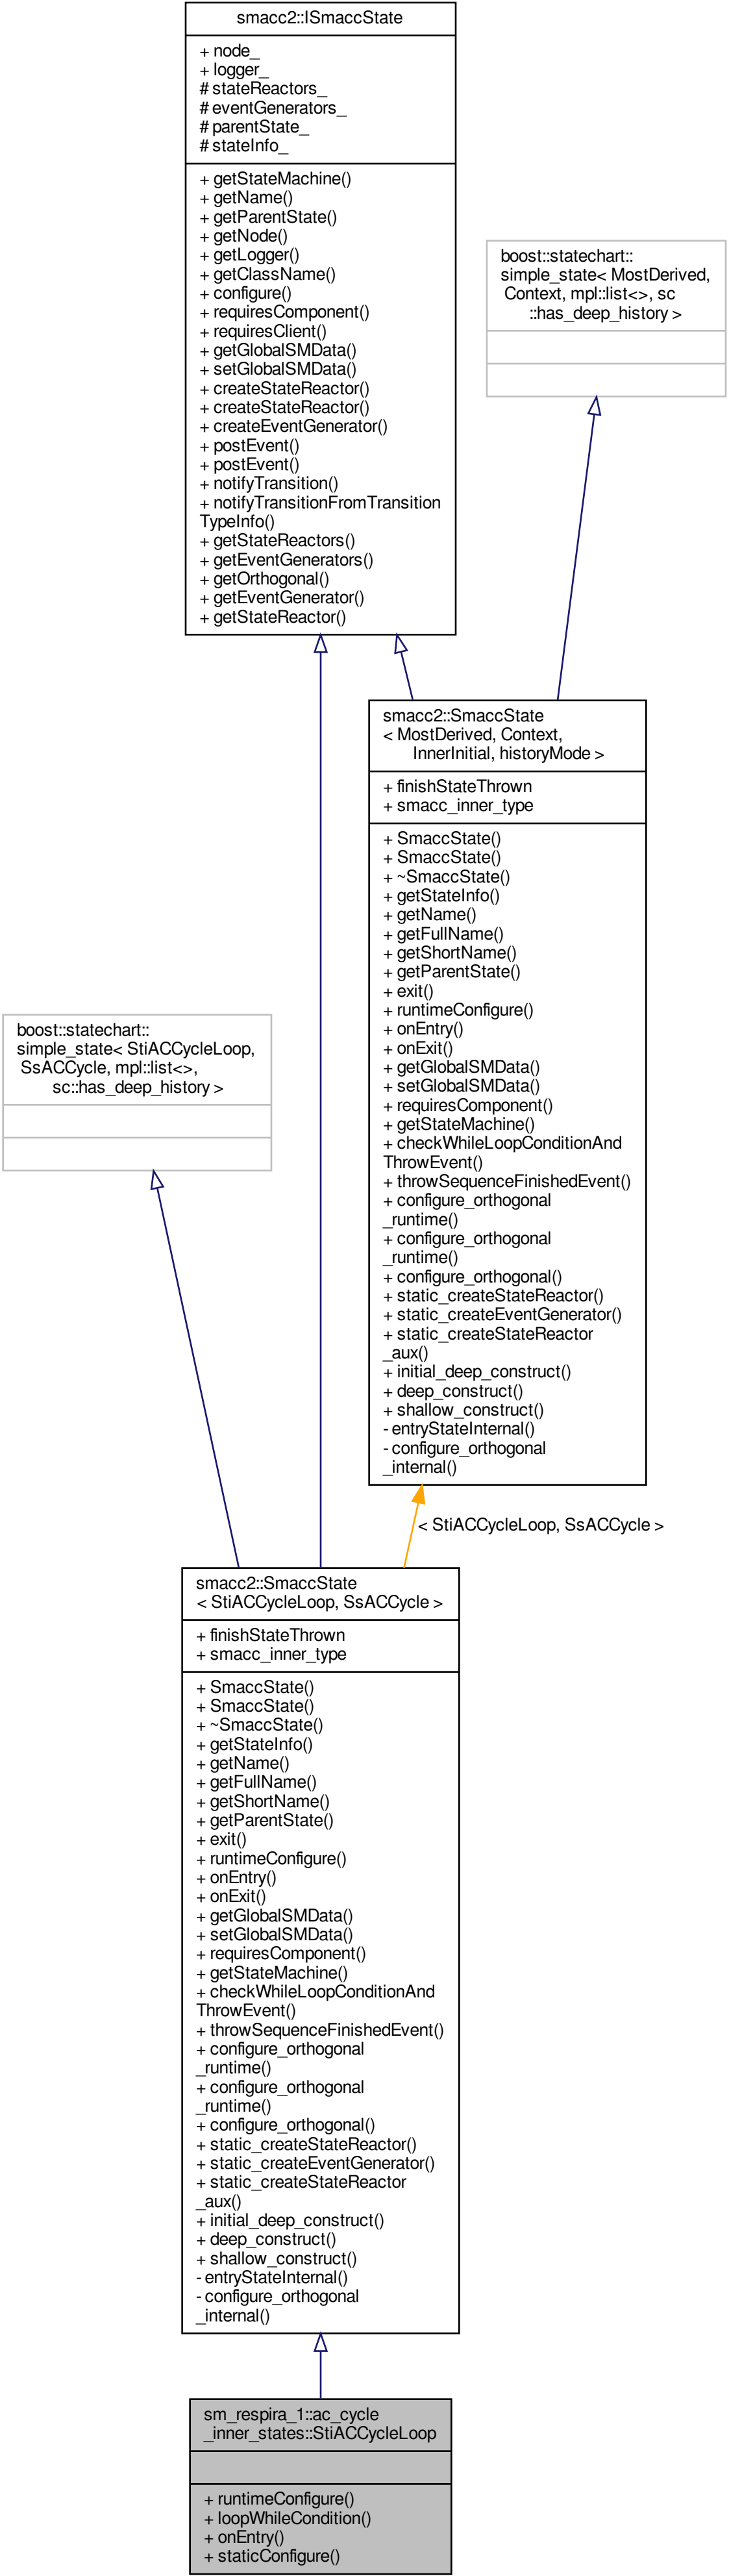 smacc2::ISmaccState
+ node_
+ logger_
# stateReactors_
# eventGenerators_
# parentState_
# stateInfo_
+ getStateMachine()
+ getName()
+ getParentState()
+ getNode()
+ getLogger()
+ getClassName()
+ configure()
+ requiresComponent()
+ requiresClient()
+ getGlobalSMData()
+ setGlobalSMData()
+ createStateReactor()
+ createStateReactor()
+ createEventGenerator()
+ postEvent()
+ postEvent()
+ notifyTransition()
+ notifyTransitionFromTransition
TypeInfo()
+ getStateReactors()
+ getEventGenerators()
+ getOrthogonal()
+ getEventGenerator()
+ getStateReactor()
boost::statechart::
simple_state< MostDerived,
Context, mpl::list<>, sc
::has_deep_history >
smacc2::SmaccState
< MostDerived, Context,
InnerInitial, historyMode >
+ finishStateThrown
+ smacc_inner_type
+ SmaccState()
+ SmaccState()
+ ~SmaccState()
+ getStateInfo()
+ getName()
+ getFullName()
+ getShortName()
+ getParentState()
+ exit()
+ runtimeConfigure()
+ onEntry()
+ onExit()
+ getGlobalSMData()
+ setGlobalSMData()
+ requiresComponent()
+ getStateMachine()
+ checkWhileLoopConditionAnd
ThrowEvent()
+ throwSequenceFinishedEvent()
+ configure_orthogonal
_runtime()
+ configure_orthogonal
_runtime()
+ configure_orthogonal()
+ static_createStateReactor()
+ static_createEventGenerator()
+ static_createStateReactor
_aux()
+ initial_deep_construct()
+ deep_construct()
+ shallow_construct()
- entryStateInternal()
- configure_orthogonal
_internal()
boost::statechart::
simple_state< StiACCycleLoop,
SsACCycle, mpl::list<>,
sc::has_deep_history >
< StiACCycleLoop, SsACCycle >
smacc2::SmaccState
< StiACCycleLoop, SsACCycle >
+ finishStateThrown
+ smacc_inner_type
+ SmaccState()
+ SmaccState()
+ ~SmaccState()
+ getStateInfo()
+ getName()
+ getFullName()
+ getShortName()
+ getParentState()
+ exit()
+ runtimeConfigure()
+ onEntry()
+ onExit()
+ getGlobalSMData()
+ setGlobalSMData()
+ requiresComponent()
+ getStateMachine()
+ checkWhileLoopConditionAnd
ThrowEvent()
+ throwSequenceFinishedEvent()
+ configure_orthogonal
_runtime()
+ configure_orthogonal
_runtime()
+ configure_orthogonal()
+ static_createStateReactor()
+ static_createEventGenerator()
+ static_createStateReactor
_aux()
+ initial_deep_construct()
+ deep_construct()
+ shallow_construct()
- entryStateInternal()
- configure_orthogonal
_internal()
sm_respira_1::ac_cycle
_inner_states::StiACCycleLoop
+ runtimeConfigure()
+ loopWhileCondition()
+ onEntry()
+ staticConfigure()